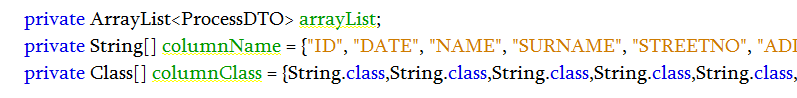 private ArrayList<ProcessDTO> arrayList;
private String[] columnName = {"ID", "DATE", "NAME", "SURNAME", "STREETNO", "ADI
private Class[] columnClass = {String.class,String.class,String.class,String.class,String.class,